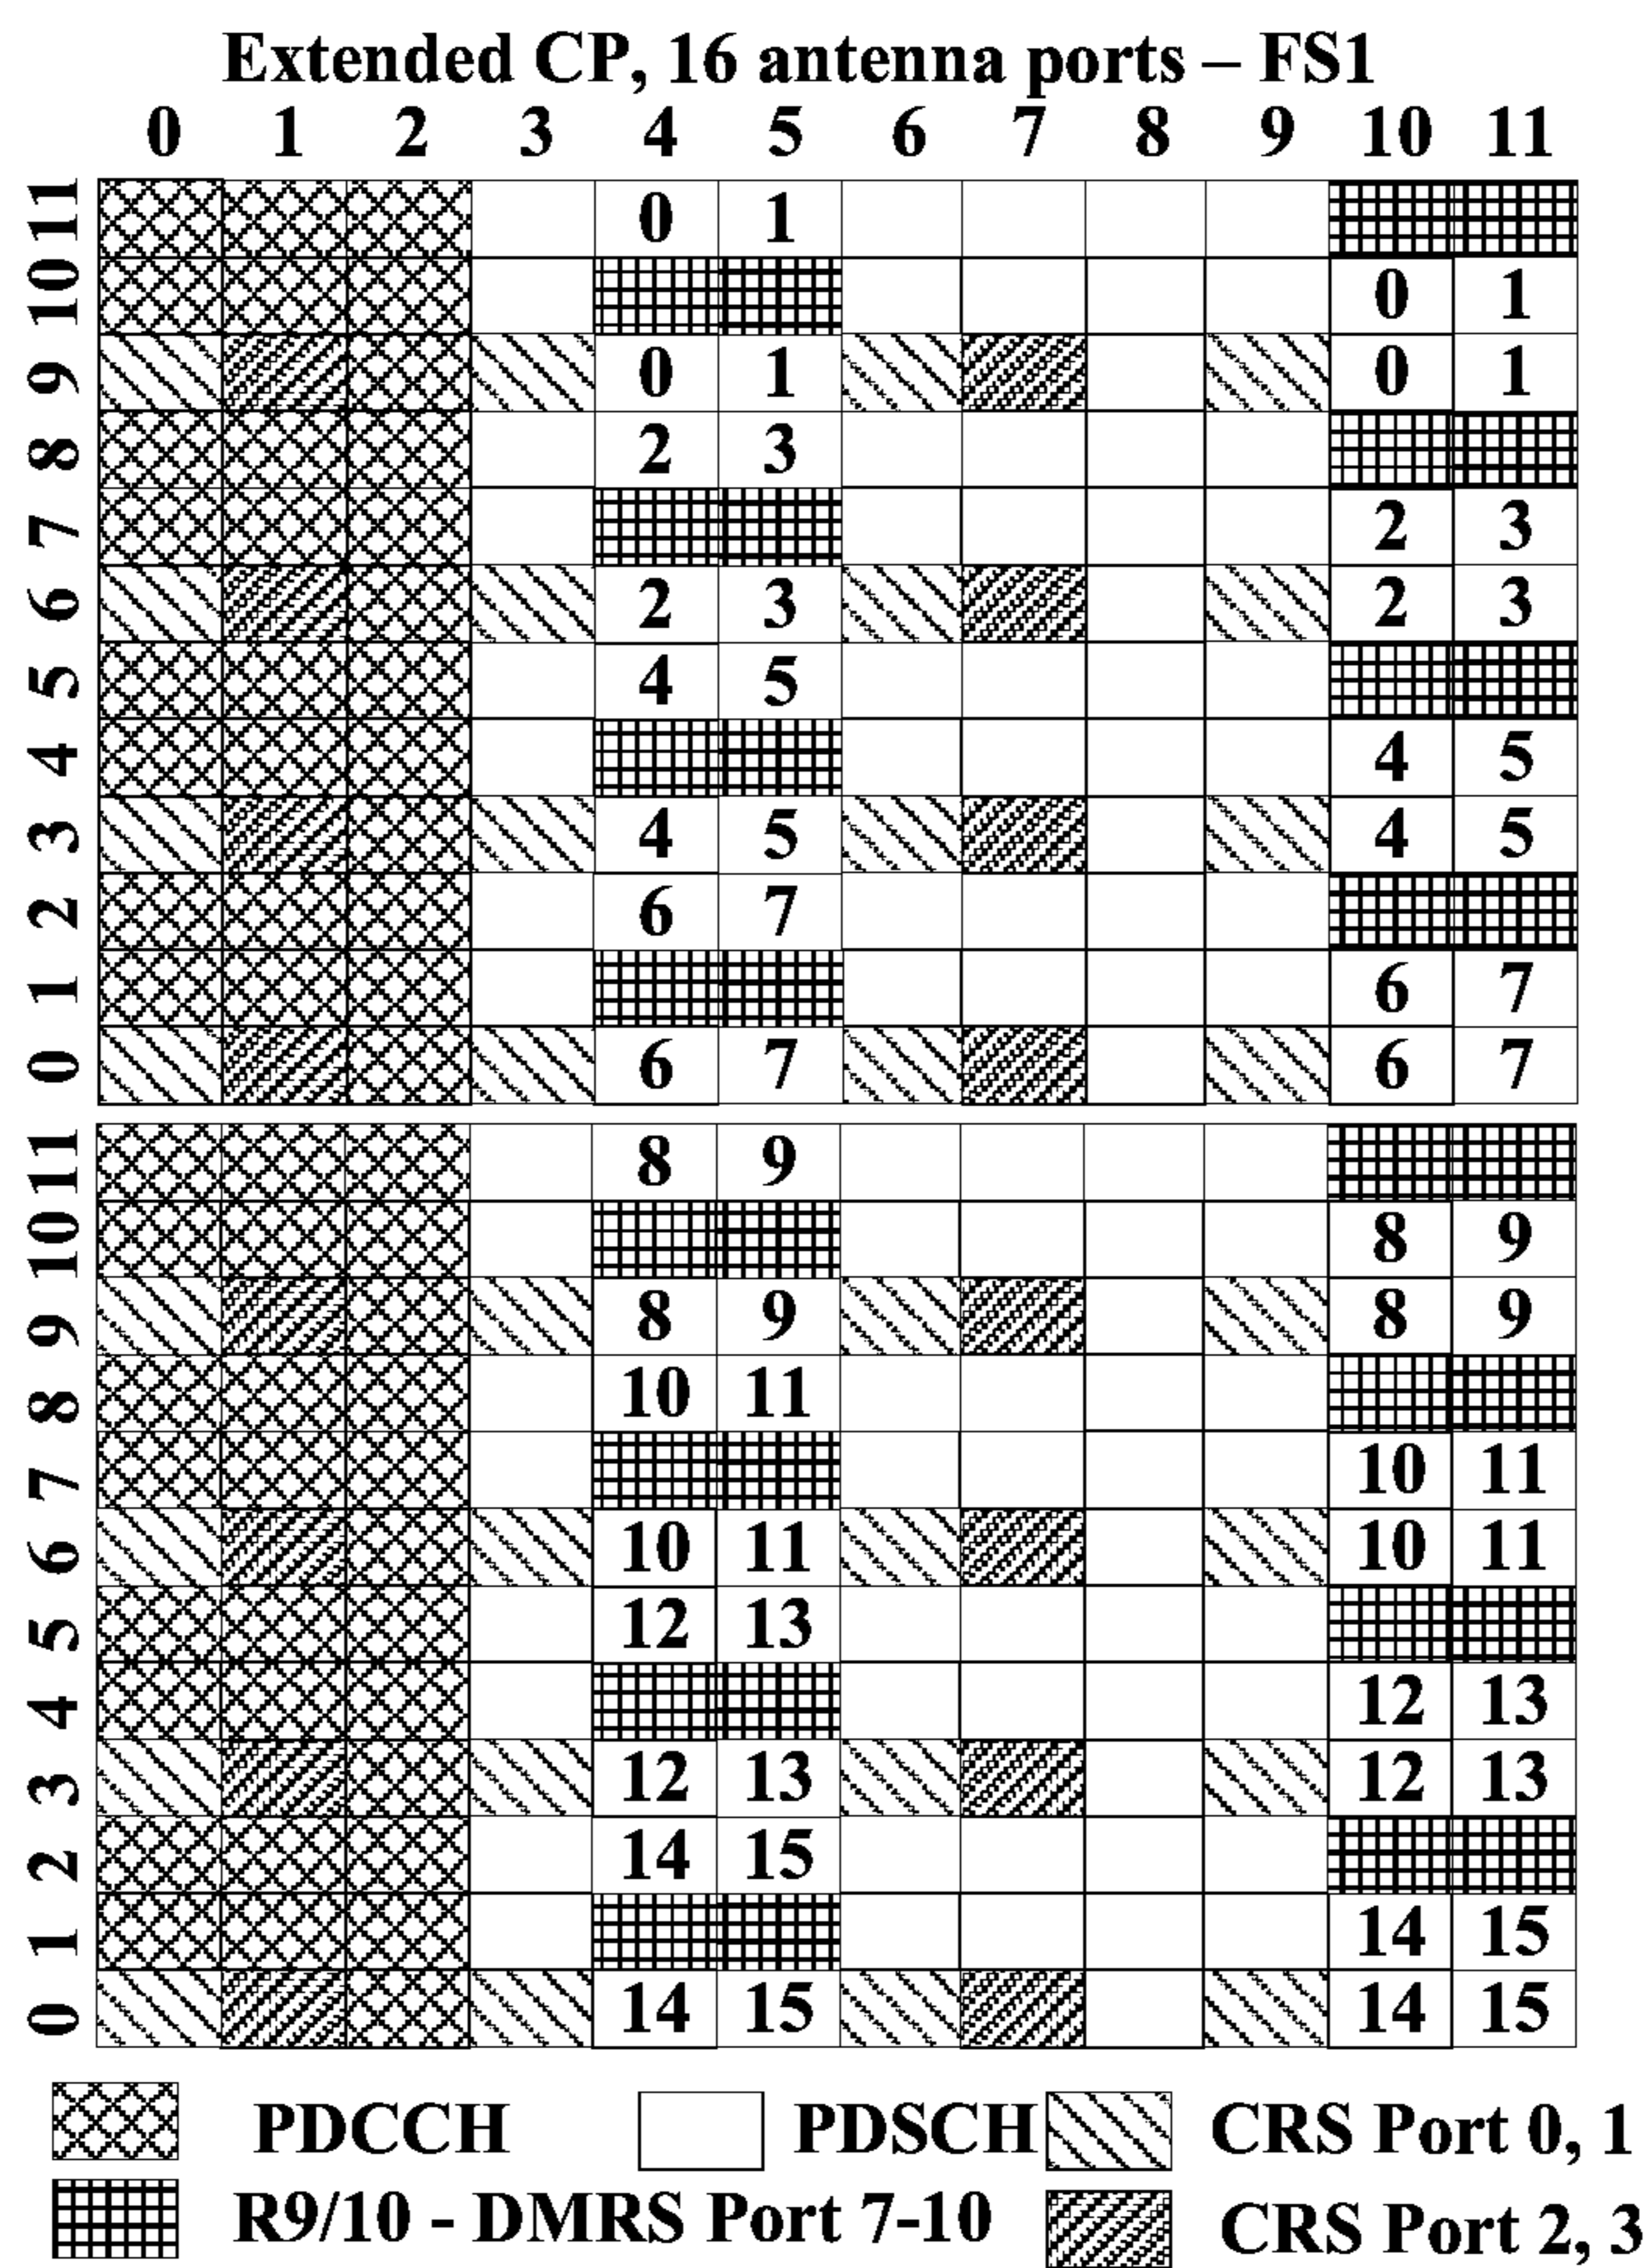 Extended CP, 16 antenna ports – FS1
0 1 2 3 4 5 6 7 8 9 10 11
11 0 1
10 0 1
9 0 1 0 1
8 2 3
7 2 3
6 2 3 2 3
5 4 5
4 4 5
3 4 5 4 5
2 6 7
1 6 7
0 6 7 6 7
11 8 9
10 8 9
9 8 9 8 9
8 10 11
7 10 11
6 10 11 10 11
5 12 13
4 12 13
3 12 13 12 13
2 14 15
1 14 15
0 14 15 14 15
PDCCH PDSCH CRS Port 0, 1
R9/10 - DMRS Port 7-10 CRS Port 2, 3